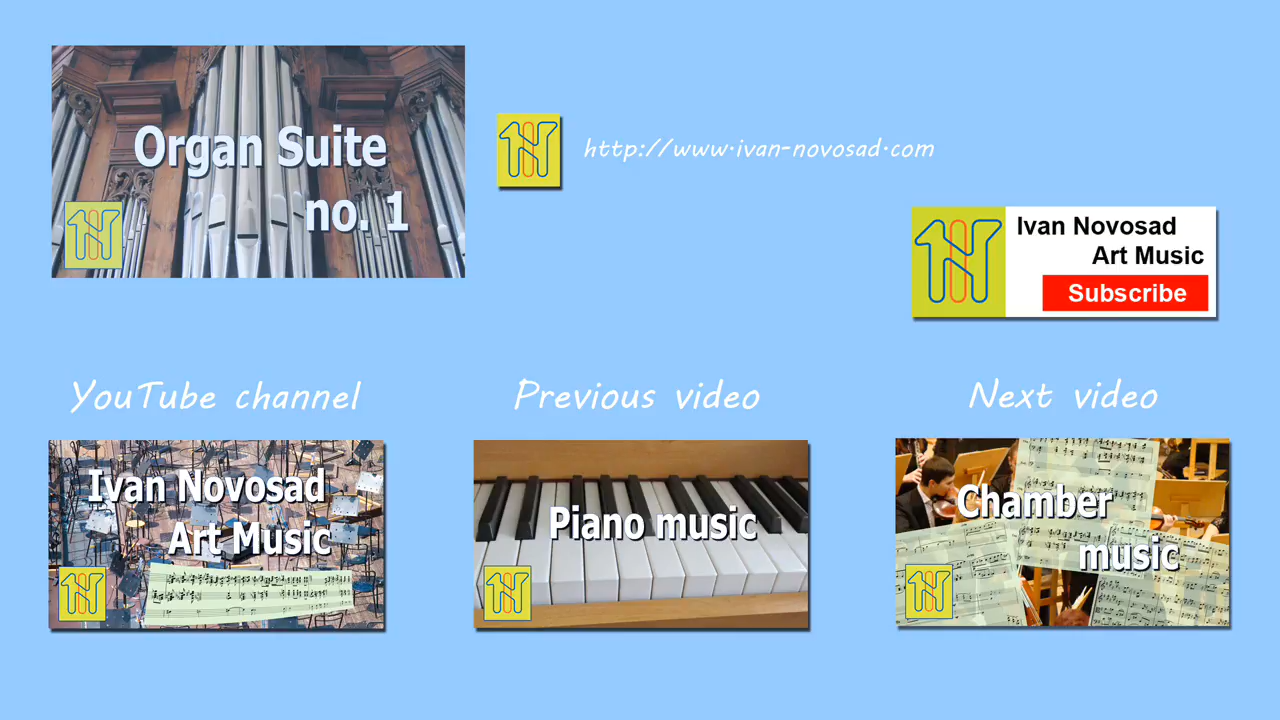 Organ Suite
no. 1
http://www.ivan-novosad.com
Ivan Novosad
Art Music
Subscribe
YouTube channel
Previous video
Next video
Ivan Novosad
Art Music
Piano music
Chamber
music